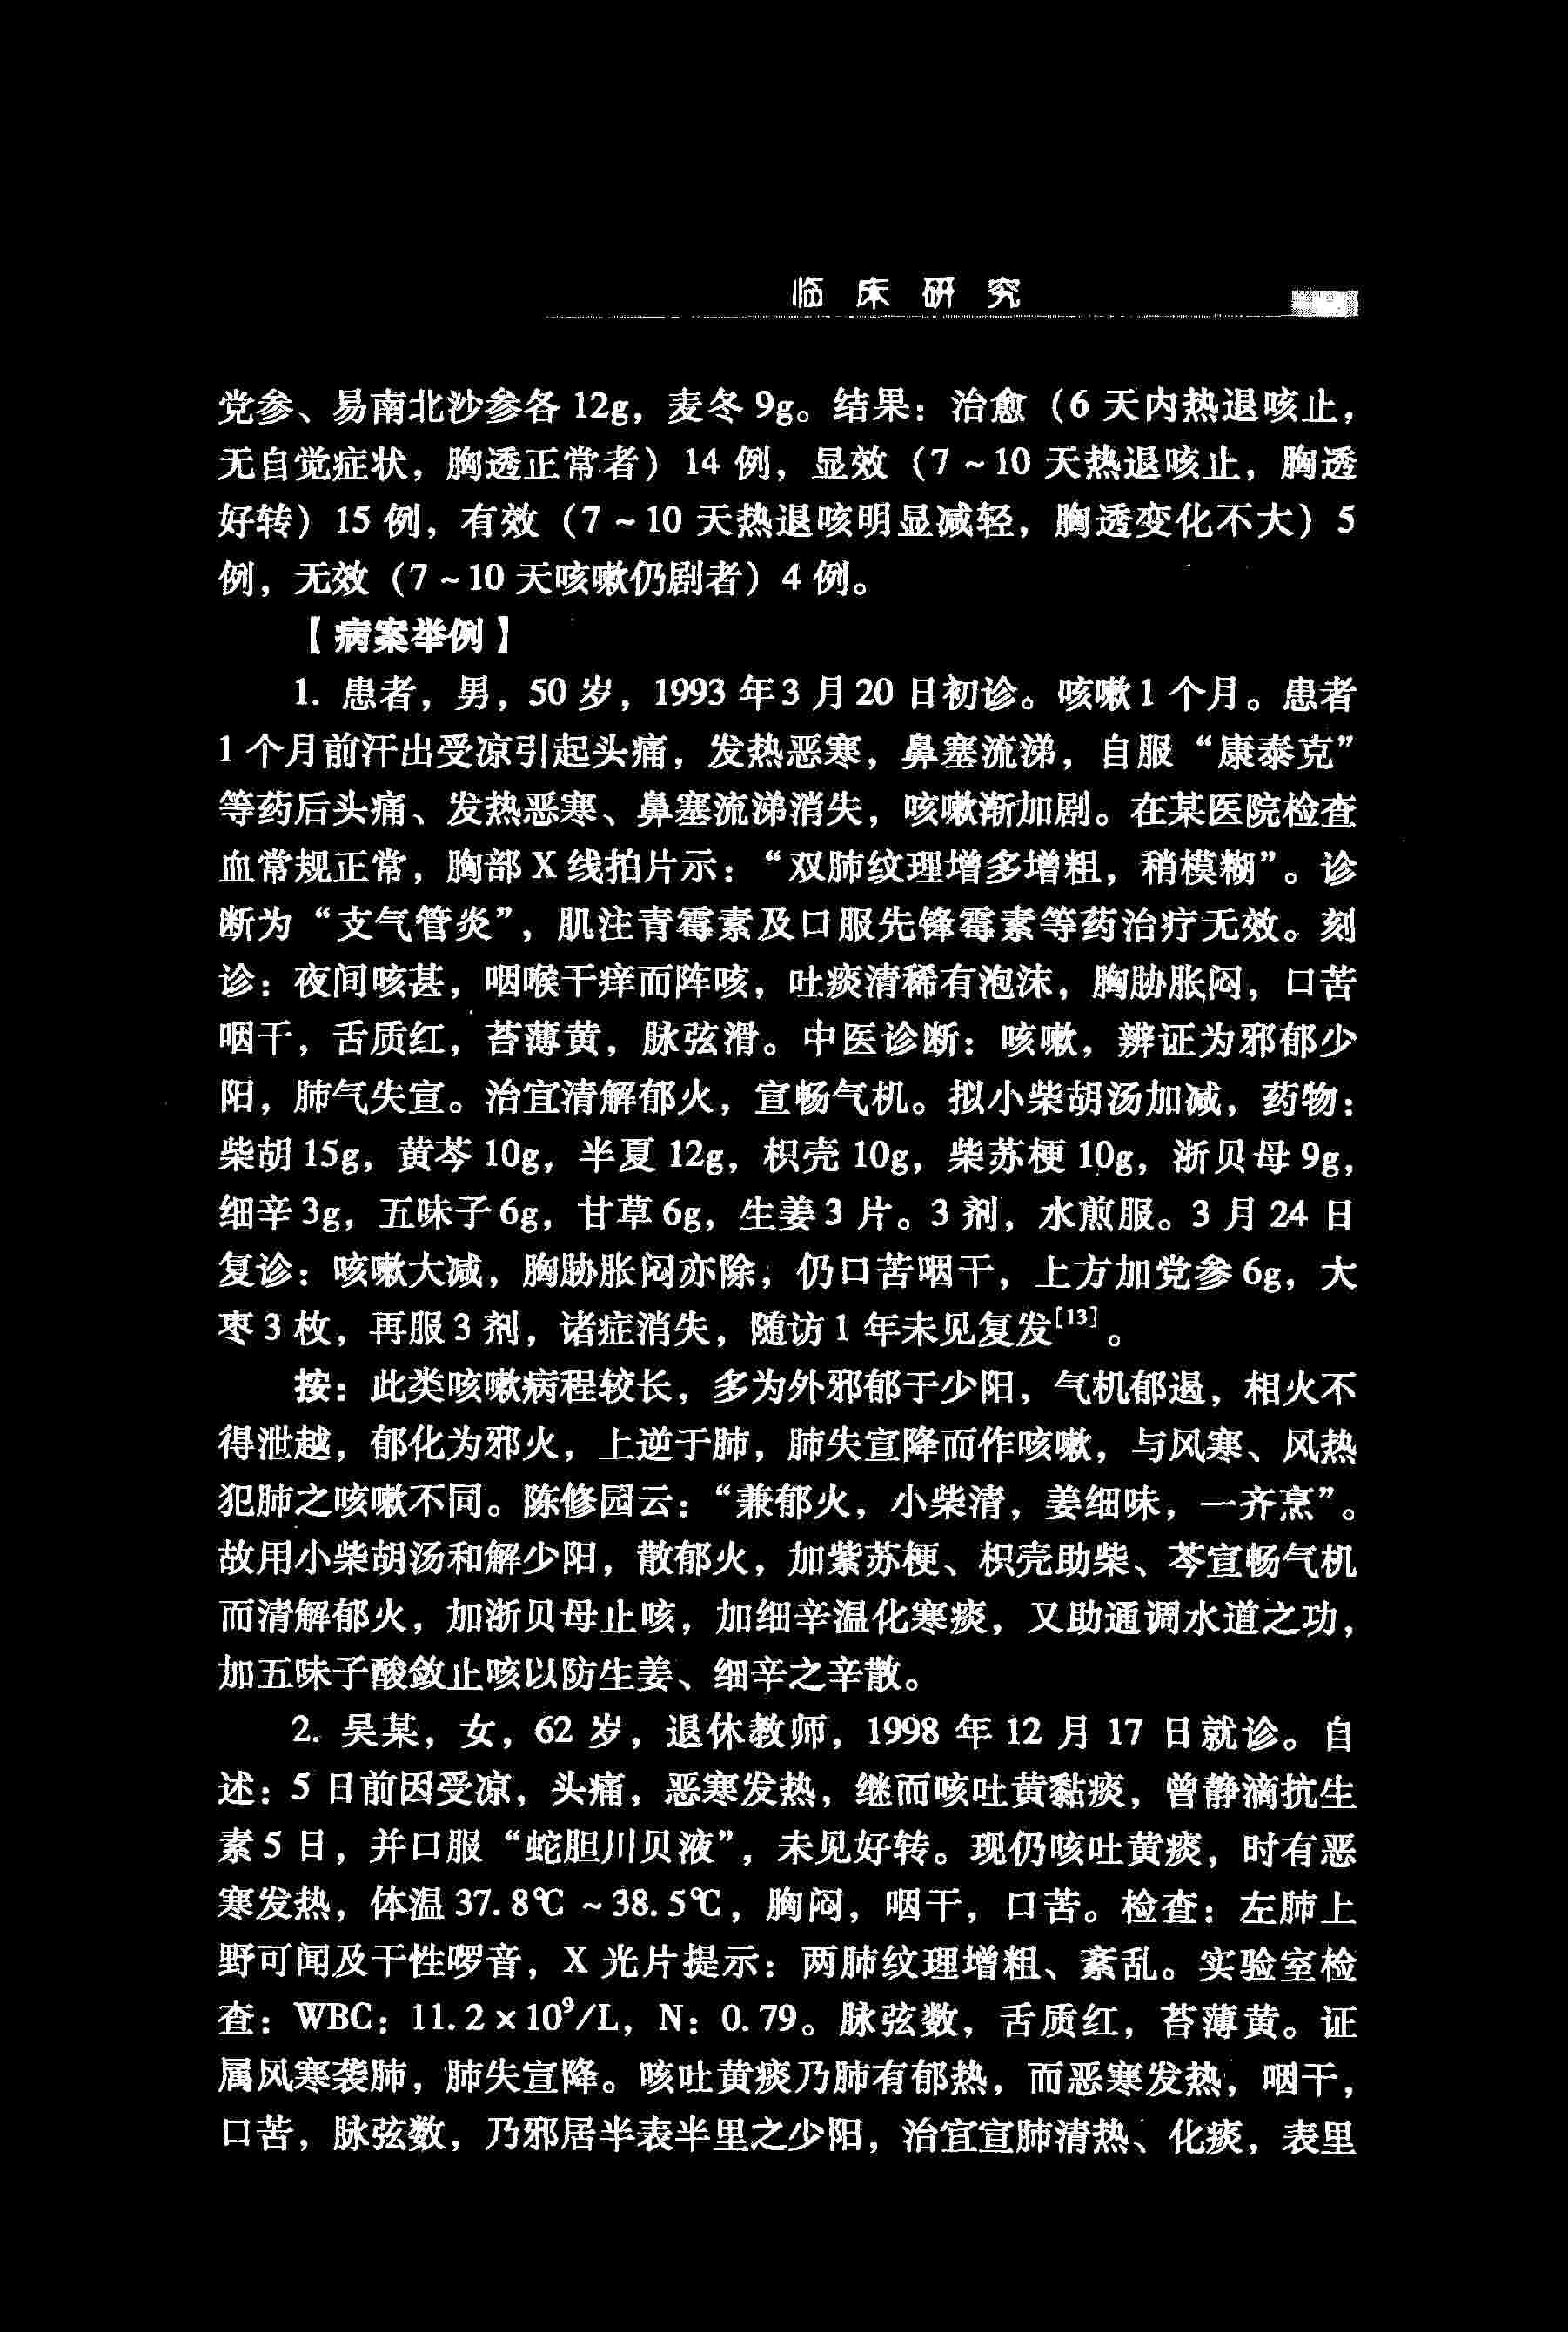 临床研究
党参、易南北沙参各 12g，麦冬 9g。结果：治愈（6 天内热退咳止，
无自觉症状，胸透正常者）14 例，显效（7 ~ 10 天热退咳止，胸透
好转）15 例，有效（7 ~ 10 天热退咳明显减轻，胸透变化不大）5
例，无效（7 ~ 10 天咳嗽仍剧者）4 例。
【病案举例】
1. 患者，男，50 岁，1993 年 3 月 20 日初诊。咳嗽 1 个月。患者
1 个月前汗出受凉引起头痛，发热恶寒，鼻塞流涕，自服“康泰克”
等药后头痛、发热恶寒、鼻塞流涕消失，咳嗽渐加剧。在某医院检查
血常规正常，胸部 X 线拍片示：“双肺纹理增多增粗，稍模糊”。诊
断为“支气管炎”，肌注青霉素及口服先锋霉素等药治疗无效。刻
诊：夜间咳甚，咽喉干痒而阵咳，吐痰清稀有泡沫，胸胁胀闷，口苦
咽干，舌质红，苔薄黄，脉弦滑。中医诊断：咳嗽，辨证为邪郁少
阳，肺气失宣。治宜清解郁火，宣畅气机。拟小柴胡汤加减，药物：
柴胡 15g，黄芩 10g，半夏 12g，枳壳 10g，柴苏梗 10g，浙贝母 9g，
细辛 3g，五味子 6g，甘草 6g，生姜 3 片。3 剂，水煎服。3 月 24 日
复诊：咳嗽大减，胸胁胀闷亦除，仍口苦咽干，上方加党参 6g，大
枣 3 枚，再服 3 剂，诸症消失，随访 1 年未见复发[13]。
按：此类咳嗽病程较长，多为外邪郁于少阳，气机郁遏，相火不
得泄越，郁化为邪火，上逆于肺，肺失宣降而作咳嗽，与风寒、风热
犯肺之咳嗽不同。陈修园云：“兼郁火，小柴清，姜细味，一齐烹”。
故用小柴胡汤和解少阳，散郁火，加紫苏梗、枳壳助柴、芩宣畅气机
而清解郁火，加浙贝母止咳，加细辛温化寒痰，又助通调水道之功，
加五味子酸敛止咳以防生姜、细辛之辛散。
2. 吴某，女，62 岁，退休教师，1998 年 12 月 17 日就诊。自
述：5 日前因受凉，头痛，恶寒发热，继而咳吐黄黏痰，曾静滴抗生
素 5 日，并口服“蛇胆川贝液”，未见好转。现仍咳吐黄痰，时有恶
寒发热，体温 37.8℃ ~ 38.5℃，胸闷，咽干，口苦。检查：左肺上
野可闻及干性啰音，X 光片提示：两肺纹理增粗、紊乱。实验室检
查：WBC：11.2 × 10⁹/L，N：0.79。脉弦数，舌质红，苔薄黄。证
属风寒袭肺，肺失宣降。咳吐黄痰乃肺有郁热，而恶寒发热，咽干，
口苦，脉弦数，乃邪居半表半里之少阳，治宜宣肺清热、化痰，表里